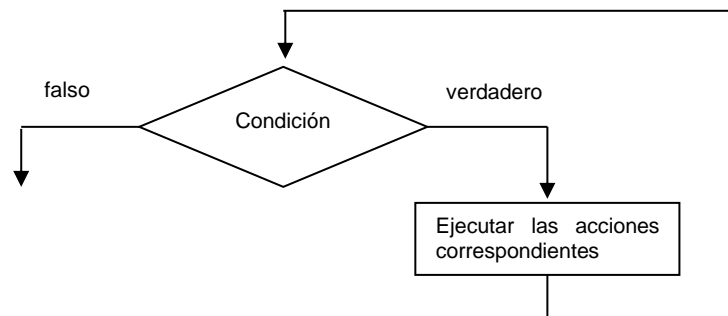 falso
verdadero
Condición
Ejecutar las acciones
correspondientes